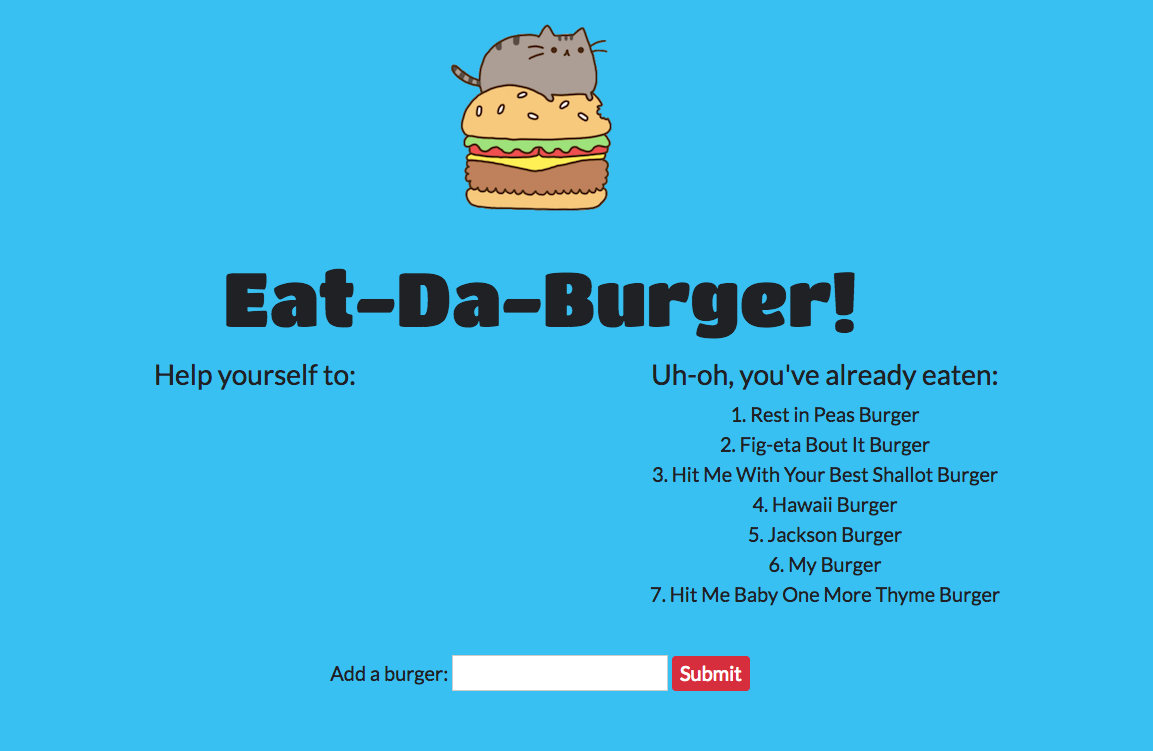 Eat-Da-Burger!
Help yourself to:
Uh-oh, you've already eaten:
1. Rest in Peas Burger
2. Fig-eta Bout It Burger
3. Hit Me With Your Best Shallot Burger
4. Hawaii Burger
5. Jackson Burger
6. My Burger
7. Hit Me Baby One More Thyme Burger
Add a burger: Submit